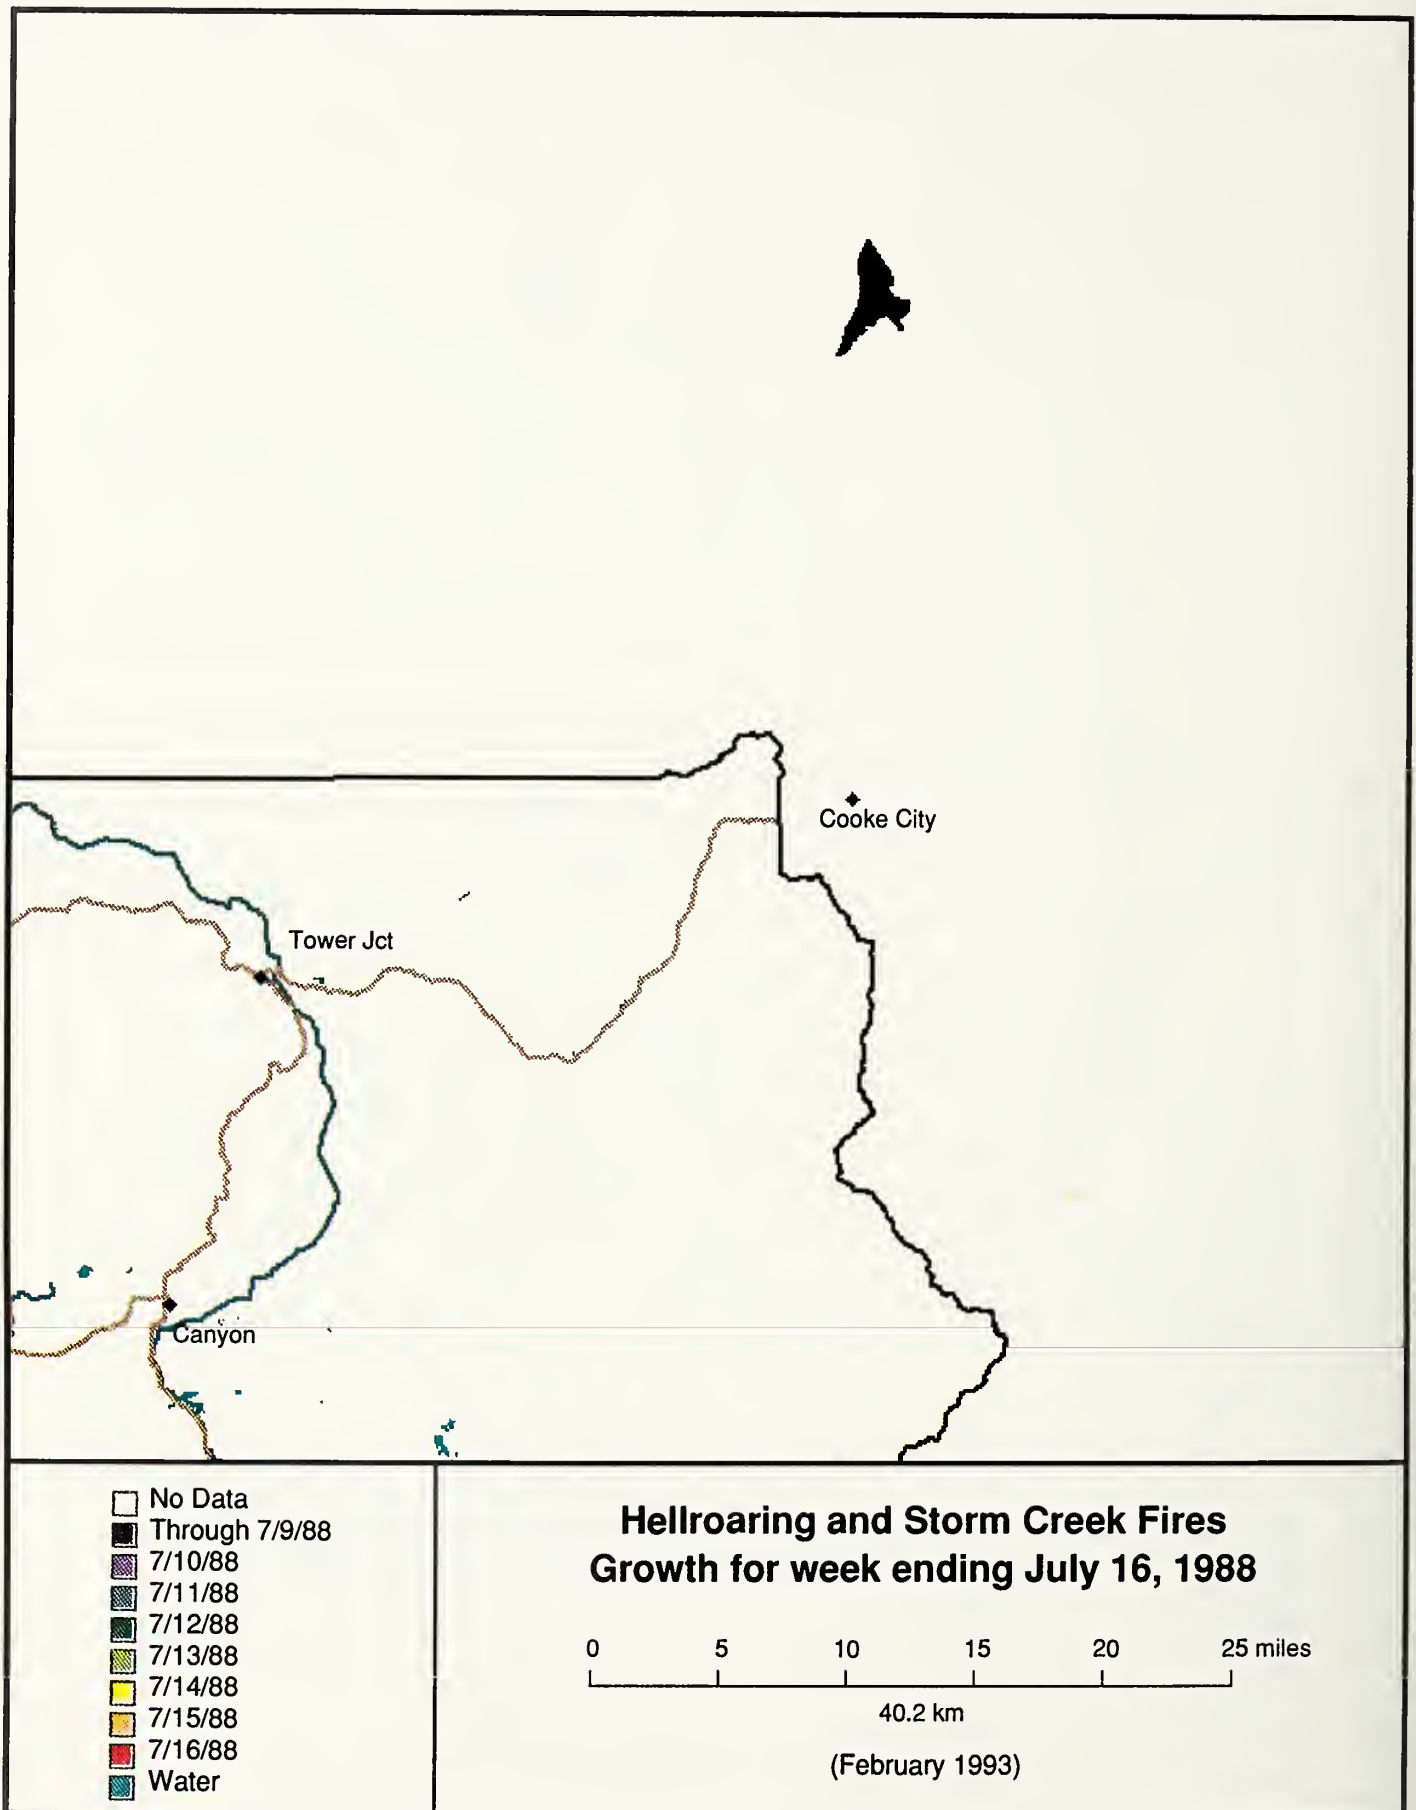 Cooke City
Tower Jct
Canyon
No Data
Through 7/9/88
7/10/88
7/11/88
7/12/88
7/13/88
7/14/88
7/15/88
7/16/88
Water
Hellroaring and Storm Creek Fires
Growth for week ending July 16, 1988
0 5 10 15 20 25 miles
40.2 km
(February 1993)